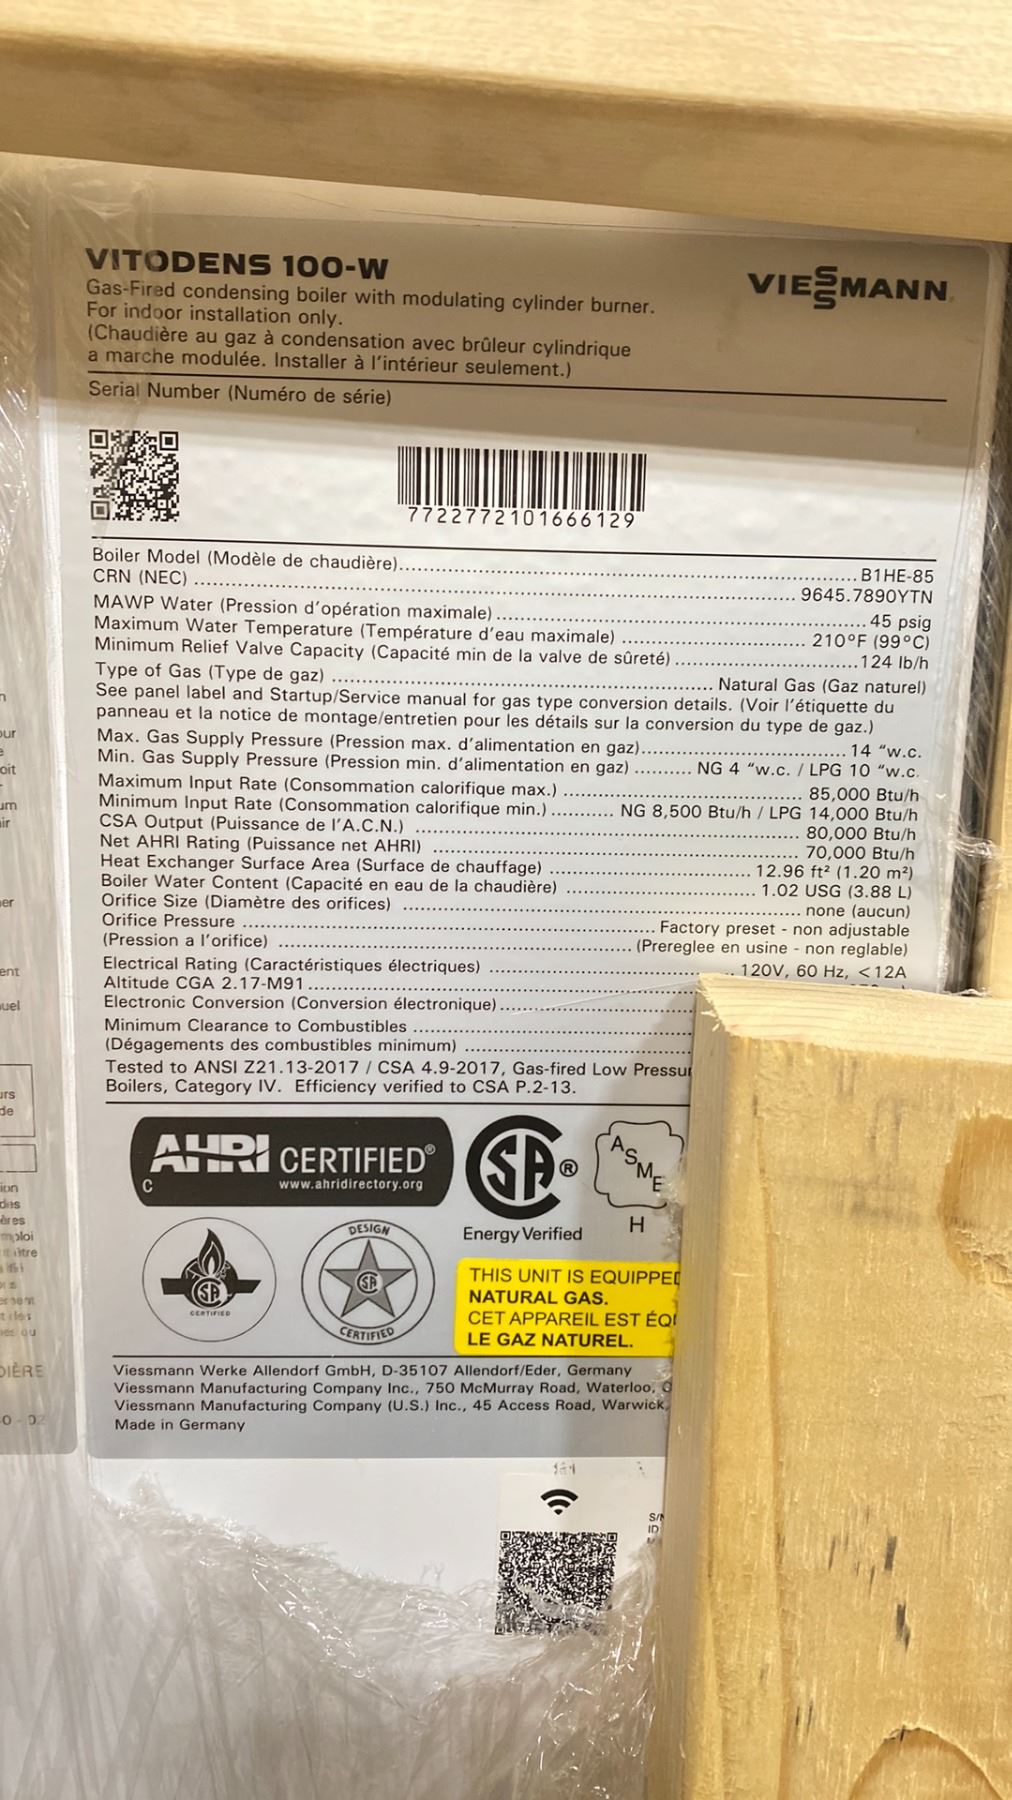 VITODENS 100-W
VIESSMANN
Gas-Fired condensing boiler with modulating cylinder burner.
For indoor installation only.
(Chaudière au gaz à condensation avec brûleur cylindrique
a marche modulée. Installer à l'intérieur seulement.)
Serial Number (Numéro de série)
7722772101666129
Boiler Model (Modèle de chaudière)........ B1HE-85
CRN (NEC) ........ 9645.7890YTN
MAWP Water (Pression d'opération maximale) ........ 45 psig
Maximum Water Temperature (Température d'eau maximale) ........ 210°F (99°C)
Minimum Relief Valve Capacity (Capacité min de la valve de sûreté) ........ 124 lb/h
Type of Gas (Type de gaz) ........ Natural Gas (Gaz naturel)
See panel label and Startup/Service manual for gas type conversion details. (Voir l'étiquette du
panneau et la notice de montage/entretien pour les détails sur la conversion du type de gaz.)
Max. Gas Supply Pressure (Pression max. d'alimentation en gaz)........ 14 "w.c.
Min. Gas Supply Pressure (Pression min. d'alimentation en gaz) ........ NG 4 "w.c. / LPG 10 "w.c.
Maximum Input Rate (Consommation calorifique max.) ........ 85,000 Btu/h
Minimum Input Rate (Consommation calorifique min.) ........ NG 8,500 Btu/h / LPG 14,000 Btu/h
CSA Output (Puissance de l'A.C.N.) ........ 80,000 Btu/h
Net AHRI Rating (Puissance net AHRI) ........ 70,000 Btu/h
Heat Exchanger Surface Area (Surface de chauffage) ........ 12.96 ft² (1.20 m²)
Boiler Water Content (Capacité en eau de la chaudière) ........ 1.02 USG (3.88 L)
Orifice Size (Diamètre des orifices) ........ none (aucun)
Orifice Pressure ........ Factory preset - non adjustable
(Pression a l'orifice) ........ (Prereglee en usine - non reglable)
Electrical Rating (Caractéristiques électriques) ........ 120V, 60 Hz, <12A
Altitude CGA 2.17-M91 ........
Electronic Conversion (Conversion électronique) ........
Minimum Clearance to Combustibles ........
(Dégagements des combustibles minimum) ........
Tested to ANSI Z21.13-2017 / CSA 4.9-2017, Gas-fired Low Pressur
Boilers, Category IV. Efficiency verified to CSA P.2-13.
AHRI CERTIFIED®
C
www.ahridirectory.org
SA ®
Energy Verified
ASME
H
SA
CERTIFIED
DESIGN
SA
CERTIFIED
THIS UNIT IS EQUIPPED
NATURAL GAS.
CET APPAREIL EST ÉQU
LE GAZ NATUREL.
Viessmann Werke Allendorf GmbH, D-35107 Allendorf/Eder, Germany
Viessmann Manufacturing Company Inc., 750 McMurray Road, Waterloo,
Viessmann Manufacturing Company (U.S.) Inc., 45 Access Road, Warwick,
Made in Germany
S/N
ID